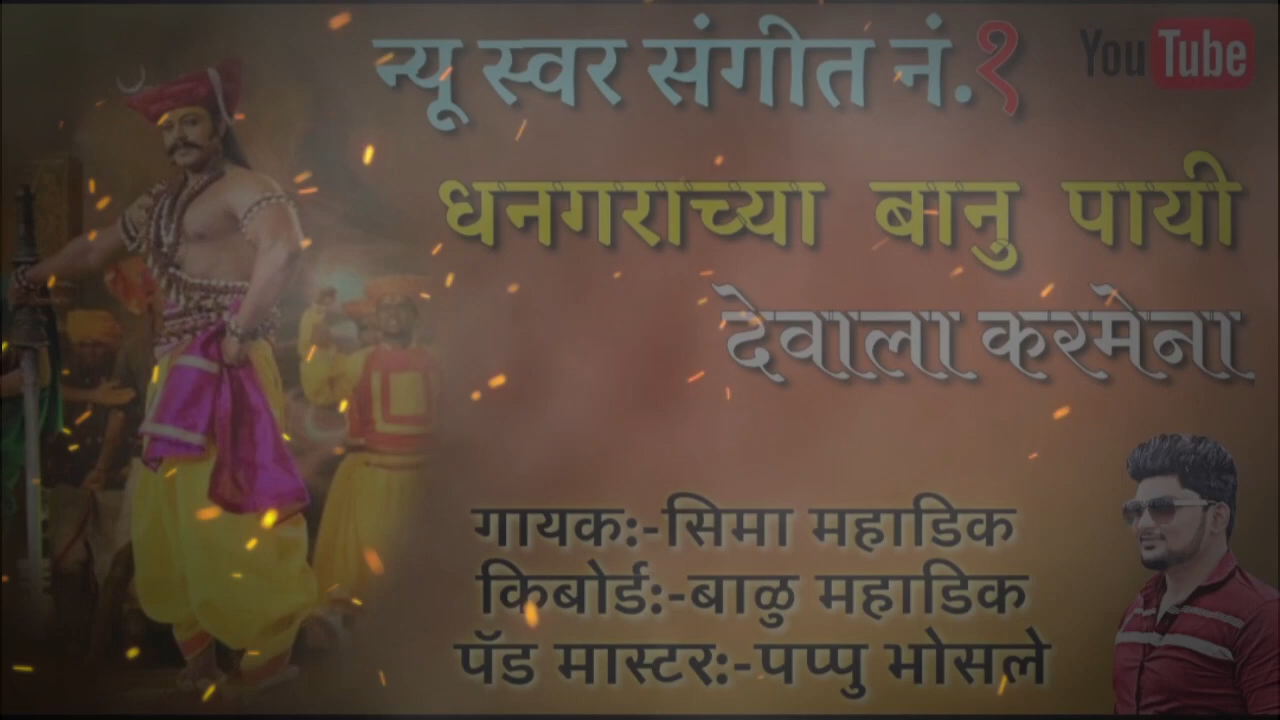 न्यू स्वर संगीत नं.१
YouTube
धनगराच्या बानु पायी
देवाला करमेना
गायक:-सिमा महाडिक
किबोर्ड:-बाळु महाडिक
पॅड मास्टर:-पप्पु भोसले